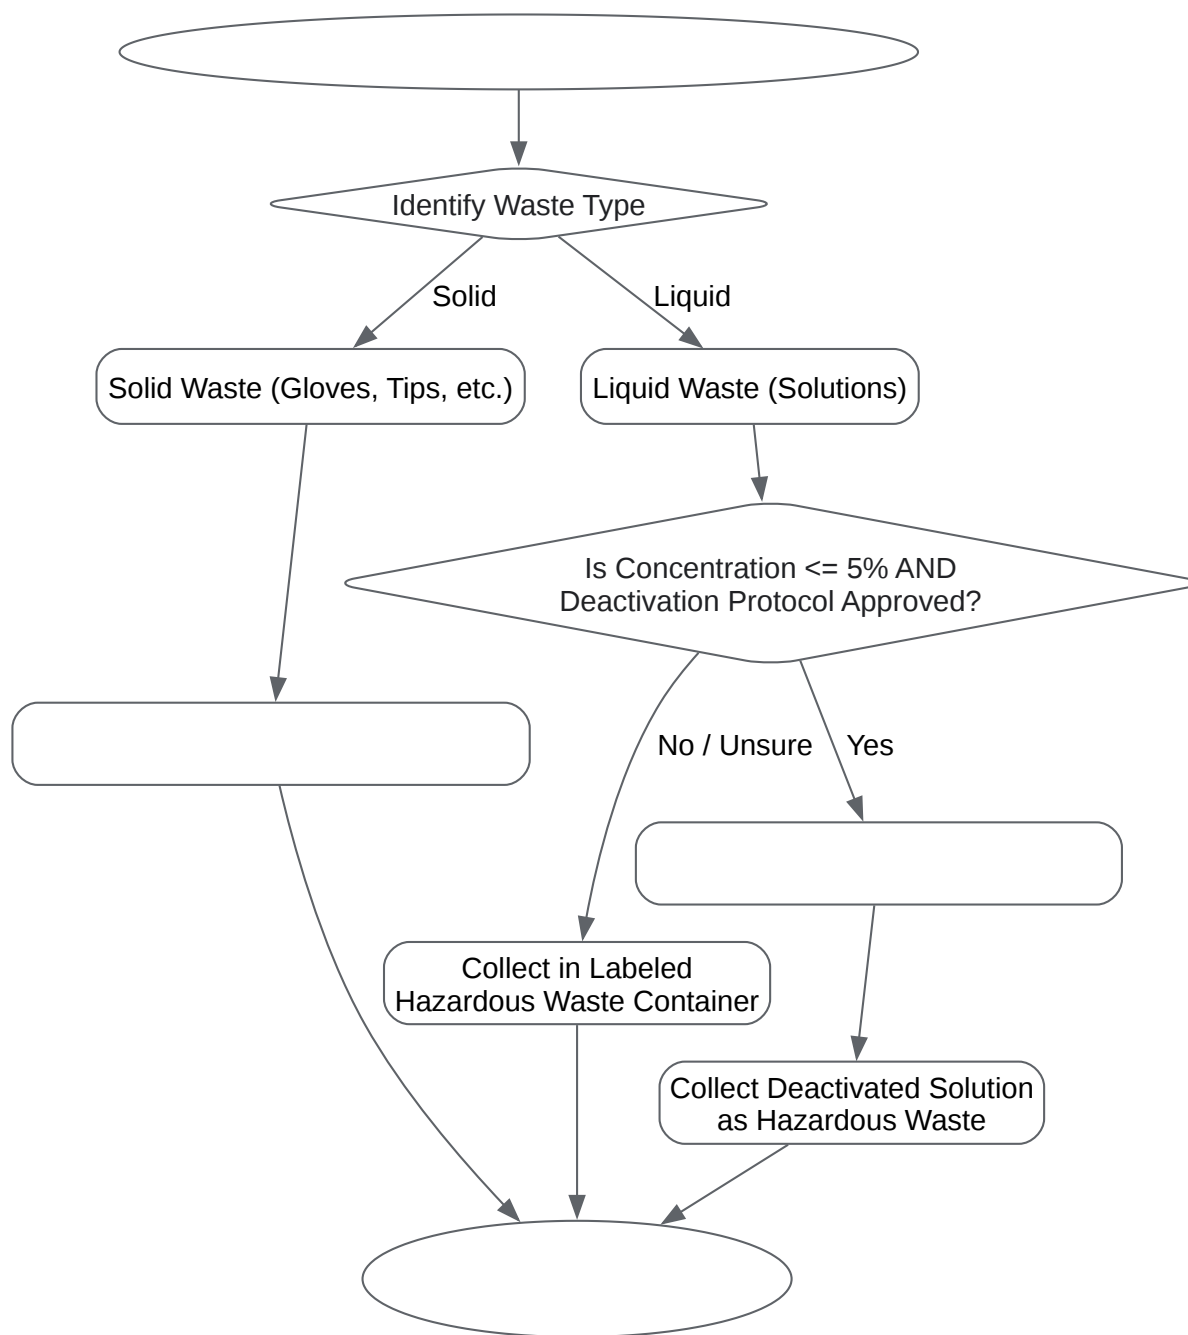 Identify Waste Type
Solid
Liquid
Solid Waste (Gloves, Tips, etc.)
Liquid Waste (Solutions)
Is Concentration <= 5% AND
Deactivation Protocol Approved?
No / Unsure
Yes
Collect in Labeled
Hazardous Waste Container
Collect Deactivated Solution
as Hazardous Waste